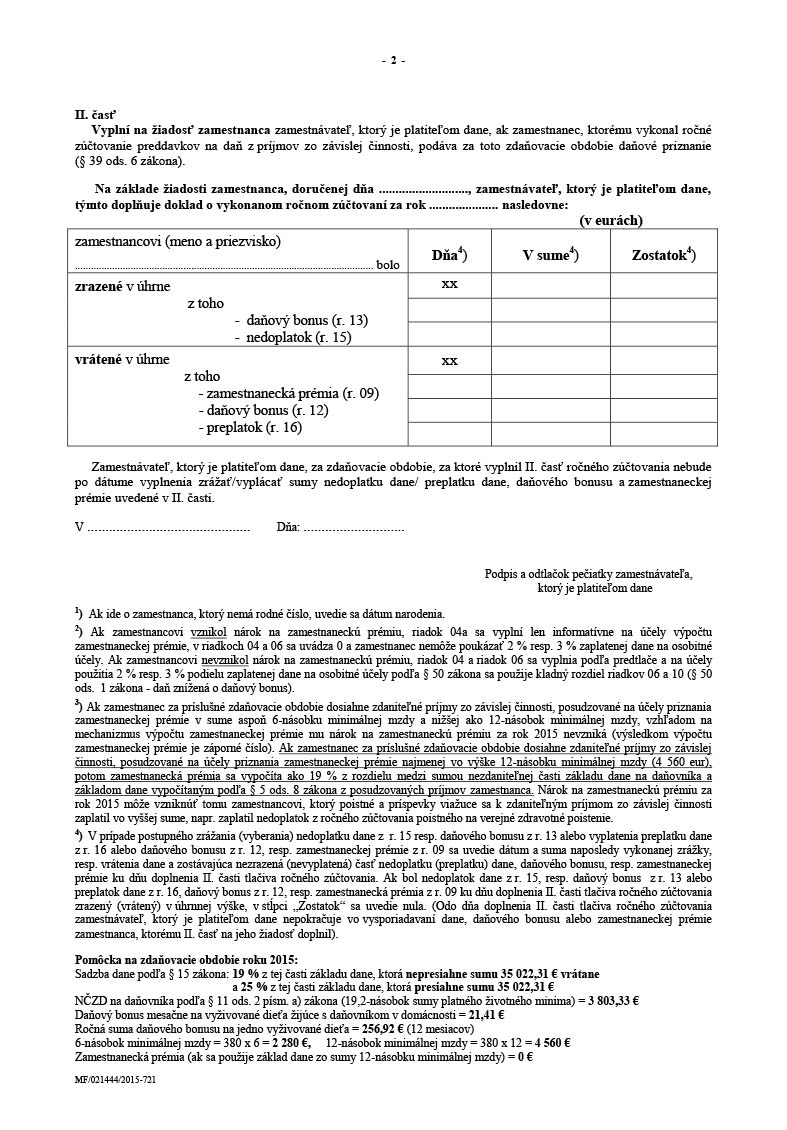 - 2 -
II. časť
Vyplní na žiadosť zamestnanca zamestnávateľ, ktorý je platiteľom dane, ak zamestnanec, ktorému vykonal ročné
zúčtovanie preddavkov na daň z príjmov zo závislej činnosti, podáva za toto zdaňovacie obdobie daňové priznanie
(§ 39 ods. 6 zákona).
Na základe žiadosti zamestnanca, doručenej dňa ..........................., zamestnávateľ, ktorý je platiteľom dane,
týmto doplňuje doklad o vykonanom ročnom zúčtovaní za rok ..................... nasledovne:
(v eurách)
zamestnancovi (meno a priezvisko)
.................................................................................................................. bolo
Dňa4) V sume4) Zostatok4)
zrazené v úhrne xx
z toho
- daňový bonus (r. 13)
- nedoplatok (r. 15)
vrátené v úhrne xx
z toho
- zamestnanecká prémia (r. 09)
- daňový bonus (r. 12)
- preplatok (r. 16)
Zamestnávateľ, ktorý je platiteľom dane, za zdaňovacie obdobie, za ktoré vyplnil II. časť ročného zúčtovania nebude
po dátume vyplnenia zrážať/vyplácať sumy nedoplatku dane/ preplatku dane, daňového bonusu a zamestnaneckej
prémie uvedené v II. časti.
V ............................................. Dňa: ............................
Podpis a odtlačok pečiatky zamestnávateľa,
ktorý je platiteľom dane
1) Ak ide o zamestnanca, ktorý nemá rodné číslo, uvedie sa dátum narodenia.
2) Ak zamestnancovi vznikol nárok na zamestnaneckú prémiu, riadok 04a sa vyplní len informatívne na účely výpočtu
zamestnaneckej prémie, v riadkoch 04 a 06 sa uvádza 0 a zamestnanec nemôže poukázať 2 % resp. 3 % zaplatenej dane na osobitné
účely. Ak zamestnancovi nevznikol nárok na zamestnaneckú prémiu, riadok 04 a riadok 06 sa vyplnia podľa predtlače a na účely
použitia 2 % resp. 3 % podielu zaplatenej dane na osobitné účely podľa § 50 zákona sa použije kladný rozdiel riadkov 06 a 10 (§ 50
ods. 1 zákona - daň znížená o daňový bonus).
3) Ak zamestnanec za príslušné zdaňovacie obdobie dosiahne zdaniteľné príjmy zo závislej činnosti, posudzované na účely priznania
zamestnaneckej prémie v sume aspoň 6-násobku minimálnej mzdy a nižšej ako 12-násobok minimálnej mzdy, vzhľadom na
mechanizmus výpočtu zamestnaneckej prémie mu nárok na zamestnaneckú prémiu za rok 2015 nevzniká (výsledkom výpočtu
zamestnaneckej prémie je záporné číslo). Ak zamestnanec za príslušné zdaňovacie obdobie dosiahne zdaniteľné príjmy zo závislej
činnosti, posudzované na účely priznania zamestnaneckej prémie najmenej vo výške 12-násobku minimálnej mzdy (4 560 eur),
potom zamestnanecká prémia sa vypočíta ako 19 % z rozdielu medzi sumou nezdaniteľnej časti základu dane na daňovníka a
základom dane vypočítaným podľa § 5 ods. 8 zákona z posudzovaných príjmov zamestnanca. Nárok na zamestnaneckú prémiu za
rok 2015 môže vzniknúť tomu zamestnancovi, ktorý poistné a príspevky viažuce sa k zdaniteľným príjmom zo závislej činnosti
zaplatil vo vyššej sume, napr. zaplatil nedoplatok z ročného zúčtovania poistného na verejné zdravotné poistenie.
4) V prípade postupného zrážania (vyberania) nedoplatku dane z r. 15 resp. daňového bonusu z r. 13 alebo vyplatenia preplatku dane
z r. 16 alebo daňového bonusu z r. 12, resp. zamestnaneckej prémie z r. 09 sa uvedie dátum a suma naposledy vykonanej zrážky,
resp. vrátenia dane a zostávajúca nezrazená (nevyplatená) časť nedoplatku (preplatku) dane, daňového bonusu, resp. zamestnaneckej
prémie ku dňu doplnenia II. časti tlačiva ročného zúčtovania. Ak bol nedoplatok dane z r. 15, resp. daňový bonus z r. 13 alebo
preplatok dane z r. 16, daňový bonus z r. 12, resp. zamestnanecká prémia z r. 09 ku dňu doplnenia II. časti tlačiva ročného zúčtovania
zrazený (vrátený) v úhrnnej výške, v stĺpci „Zostatok“ sa uvedie nula. (Odo dňa doplnenia II. časti tlačiva ročného zúčtovania
zamestnávateľ, ktorý je platiteľom dane nepokračuje vo vysporiadavaní dane, daňového bonusu alebo zamestnaneckej prémie
zamestnanca, ktorému II. časť na jeho žiadosť doplnil).
Pomôcka na zdaňovacie obdobie roku 2015:
Sadzba dane podľa § 15 zákona: 19 % z tej časti základu dane, ktorá nepresiahne sumu 35 022,31 € vrátane
a 25 % z tej časti základu dane, ktorá presiahne sumu 35 022,31 €
NČZD na daňovníka podľa § 11 ods. 2 písm. a) zákona (19,2-násobok sumy platného životného minima) = 3 803,33 €
Daňový bonus mesačne na vyživované dieťa žijúce s daňovníkom v domácnosti = 21,41 €
Ročná suma daňového bonusu na jedno vyživované dieťa = 256,92 € (12 mesiacov)
6-násobok minimálnej mzdy = 380 x 6 = 2 280 €, 12-násobok minimálnej mzdy = 380 x 12 = 4 560 €
Zamestnanecká prémia (ak sa použije základ dane zo sumy 12-násobku minimálnej mzdy) = 0 €
MF/021444/2015-721